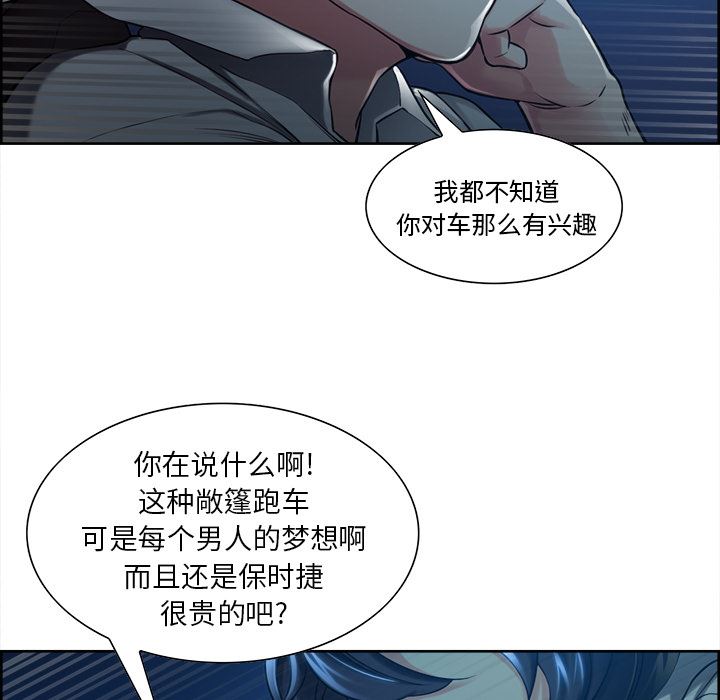 我都不知道
你对车那么有兴趣
你在说什么啊!
这种敞篷跑车
可是每个男人的梦想啊
而且还是保时捷
很贵的吧?